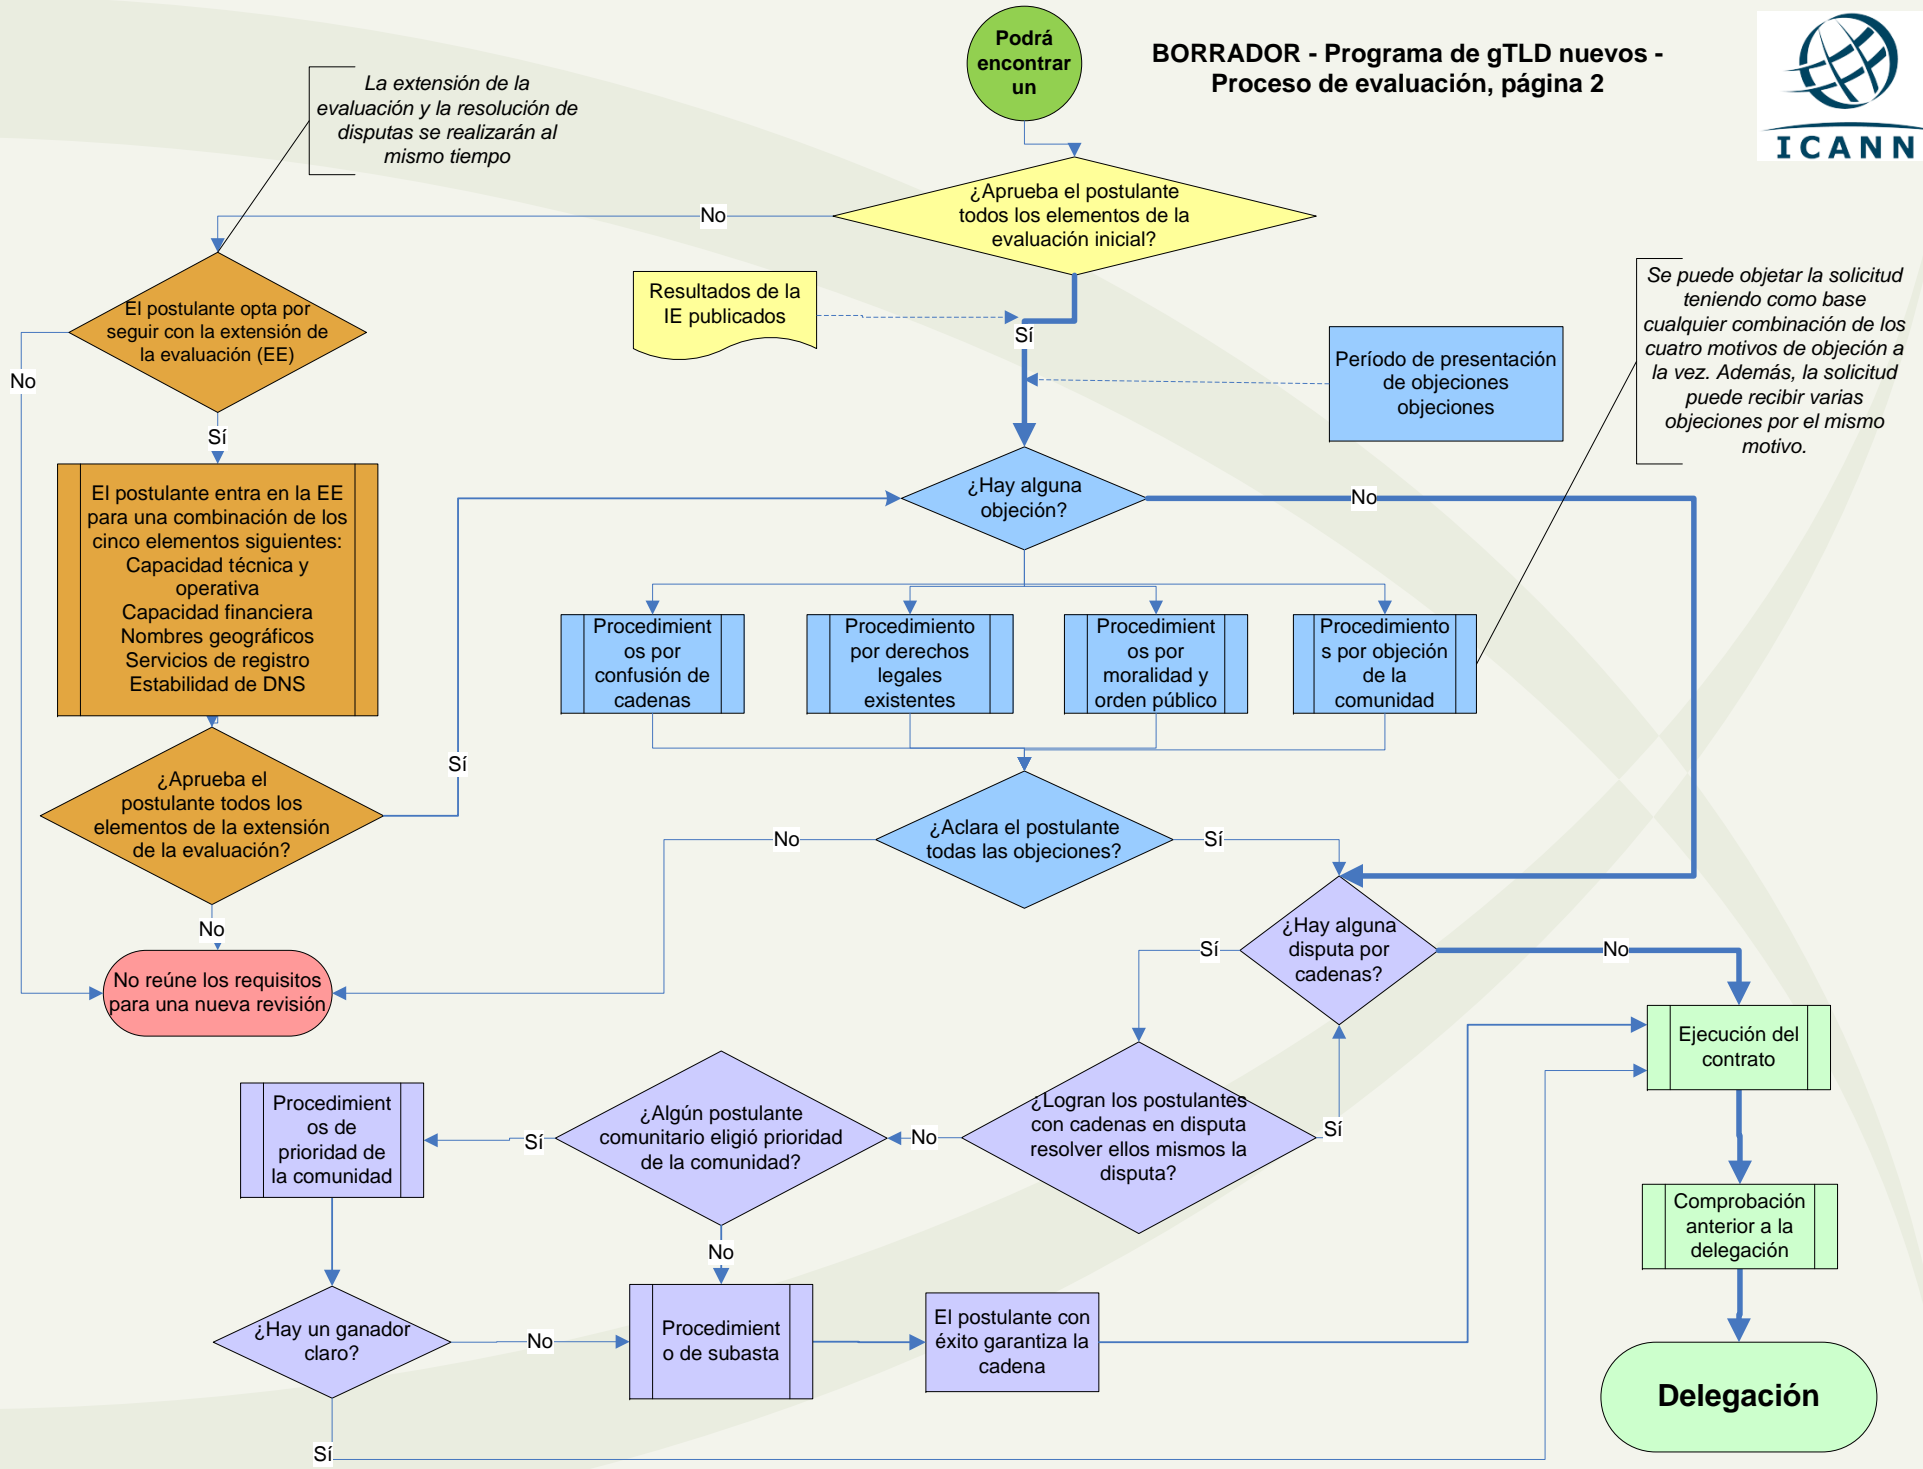 Podrá
encontrar
un
BORRADOR - Programa de gTLD nuevos -
Proceso de evaluación, página 2
ICANN
La extensión de la
evaluación y la resolución de
disputas se realizarán al
mismo tiempo
¿Aprueba el postulante
todos los elementos de la
evaluación inicial?
No
El postulante opta por
seguir con la extensión de
la evaluación (EE)
Resultados de la
IE publicados
Sí
Período de presentación
de objeciones
objeciones
Se puede objetar la solicitud
teniendo como base
cualquier combinación de los
cuatro motivos de objeción a
la vez. Además, la solicitud
puede recibir varias
objeciones por el mismo
motivo.
No
Sí
El postulante entra en la EE
para una combinación de los
cinco elementos siguientes:
Capacidad técnica y
operativa
Capacidad financiera
Nombres geográficos
Servicios de registro
Estabilidad de DNS
¿Hay alguna
objeción?
No
Procedimient
os por
confusión de
cadenas
Procedimiento
por derechos
legales
existentes
Procedimient
os por
moralidad y
orden público
Procedimiento
s por objeción
de la
comunidad
Sí
¿Aprueba el
postulante todos los
elementos de la extensión
de la evaluación?
No
¿Aclara el postulante
todas las objeciones?
Sí
No
No reúne los requisitos
para una nueva revisión
Sí
¿Hay alguna
disputa por
cadenas?
No
Ejecución del
contrato
Procedimient
os de
prioridad de
la comunidad
Sí
¿Algún postulante
comunitario eligió prioridad
de la comunidad?
No
¿Logran los postulantes
con cadenas en disputa
resolver ellos mismos la
disputa?
Sí
Comprobación
anterior a la
delegación
No
¿Hay un ganador
claro?
No
Procedimient
o de subasta
El postulante con
éxito garantiza la
cadena
Delegación
Sí